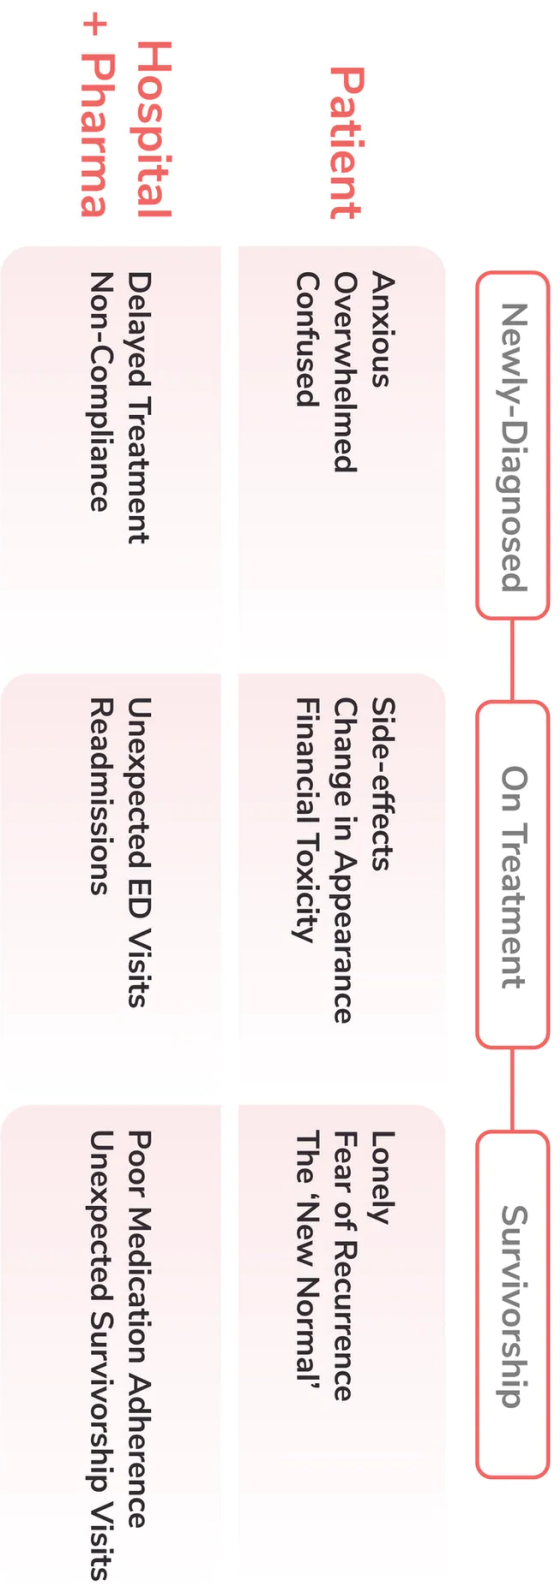 Newly-Diagnosed
On Treatment
Survivorship
Patient
Anxious
Overwhelmed
Confused
Side-effects
Change in Appearance
Financial Toxicity
Lonely
Fear of Recurrence
The ‘New Normal’
Hospital
+ Pharma
Delayed Treatment
Non-Compliance
Unexpected ED Visits
Readmissions
Poor Medication Adherence
Unexpected Survivorship Visits